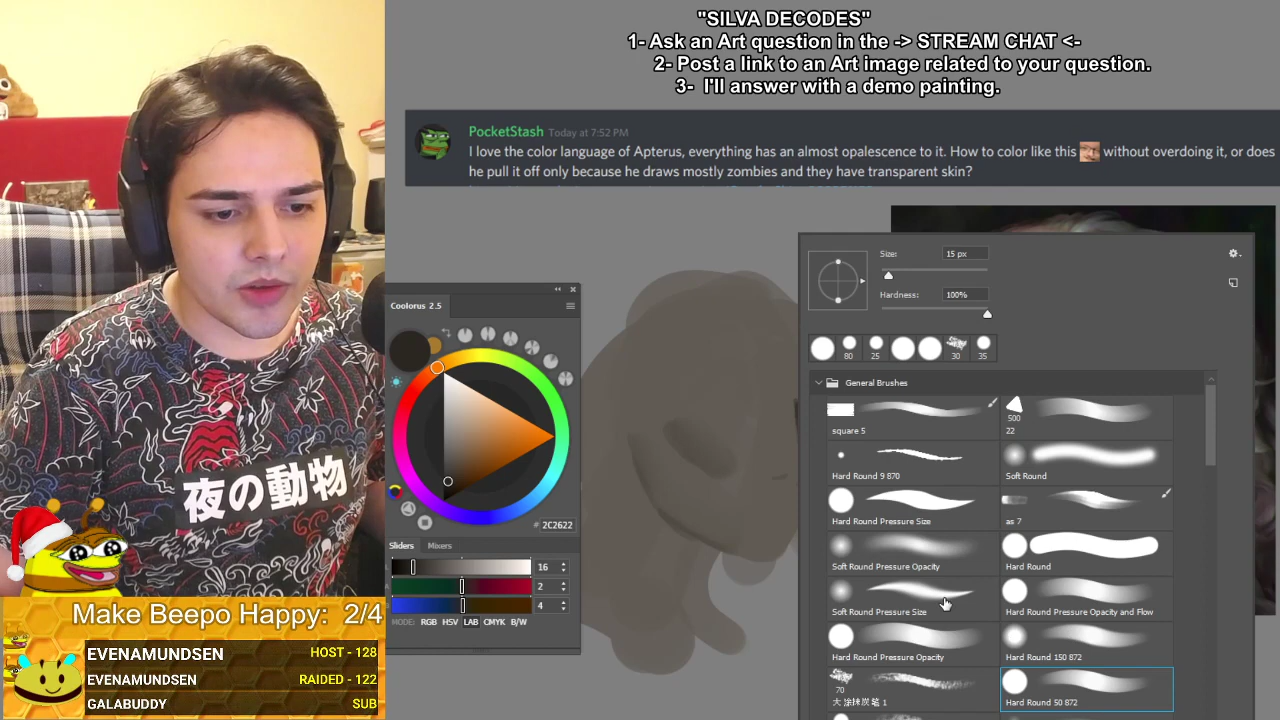 "SILVA DECODES"
1- Ask an Art question in the -> STREAM CHAT <-
2- Post a link to an Art image related to your question.
3- I'll answer with a demo painting.
PocketStash Today at 7:52 PM
I love the color language of Apterus, everything has an almost opalescence to it. How to color like this without overdoing it, or does
he pull it off only because he draws mostly zombies and they have transparent skin?
Size: 15 px
Hardness: 100%
80 25 30 35
General Brushes
square 5
500
22
Hard Round 9 870
Soft Round
Hard Round Pressure Size
as 7
Soft Round Pressure Opacity
Hard Round
Soft Round Pressure Size
Hard Round Pressure Opacity and Flow
Hard Round Pressure Opacity
Hard Round 150 872
70
大涂抹炭笔 1
Hard Round 50 872
Coolorus 2.5
# 2C2622
Sliders Mixers
16
2
4
MODE: RGB HSV LAB CMYK B/W
夜の動物
Make Beepo Happy: 2/4
EVENAMUNDSEN HOST - 128
EVENAMUNDSEN RAIDED - 122
GALABUDDY SUB